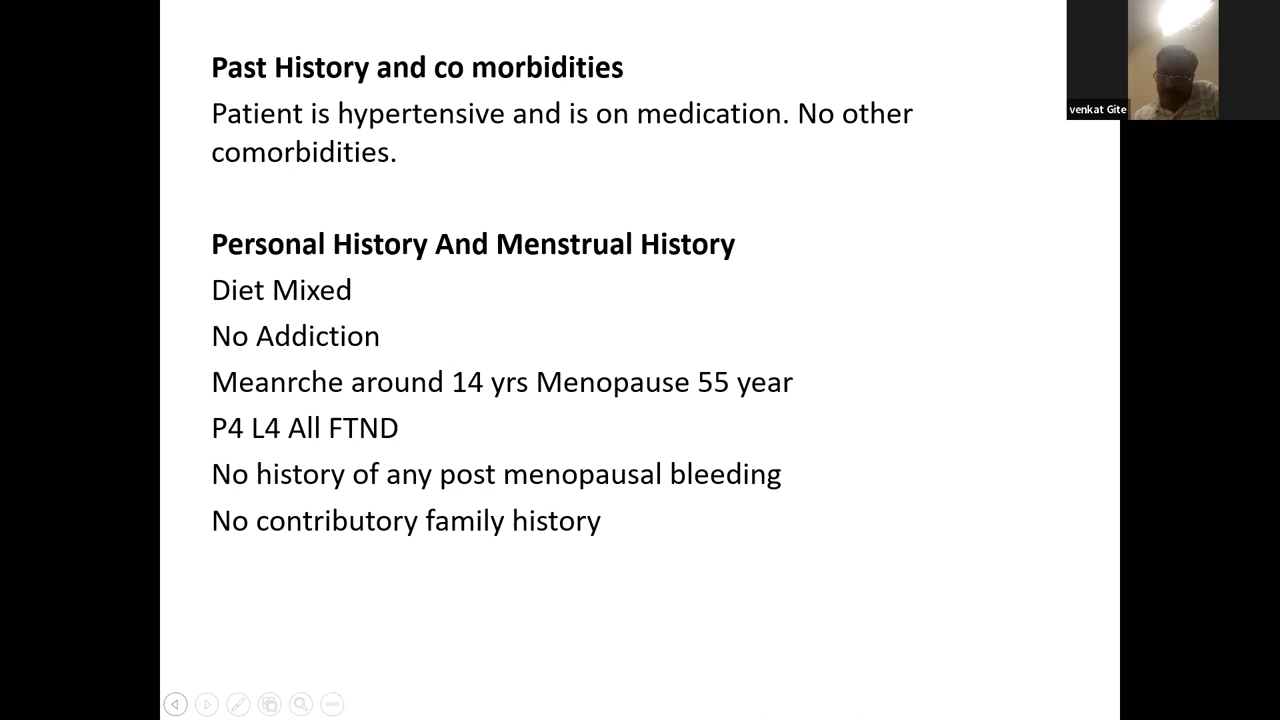 Past History and co morbidities
Patient is hypertensive and is on medication. No other
comorbidities.
Personal History And Menstrual History
Diet Mixed
No Addiction
Meanrche around 14 yrs Menopause 55 year
P4 L4 All FTND
No history of any post menopausal bleeding
No contributory family history
venkat Gite